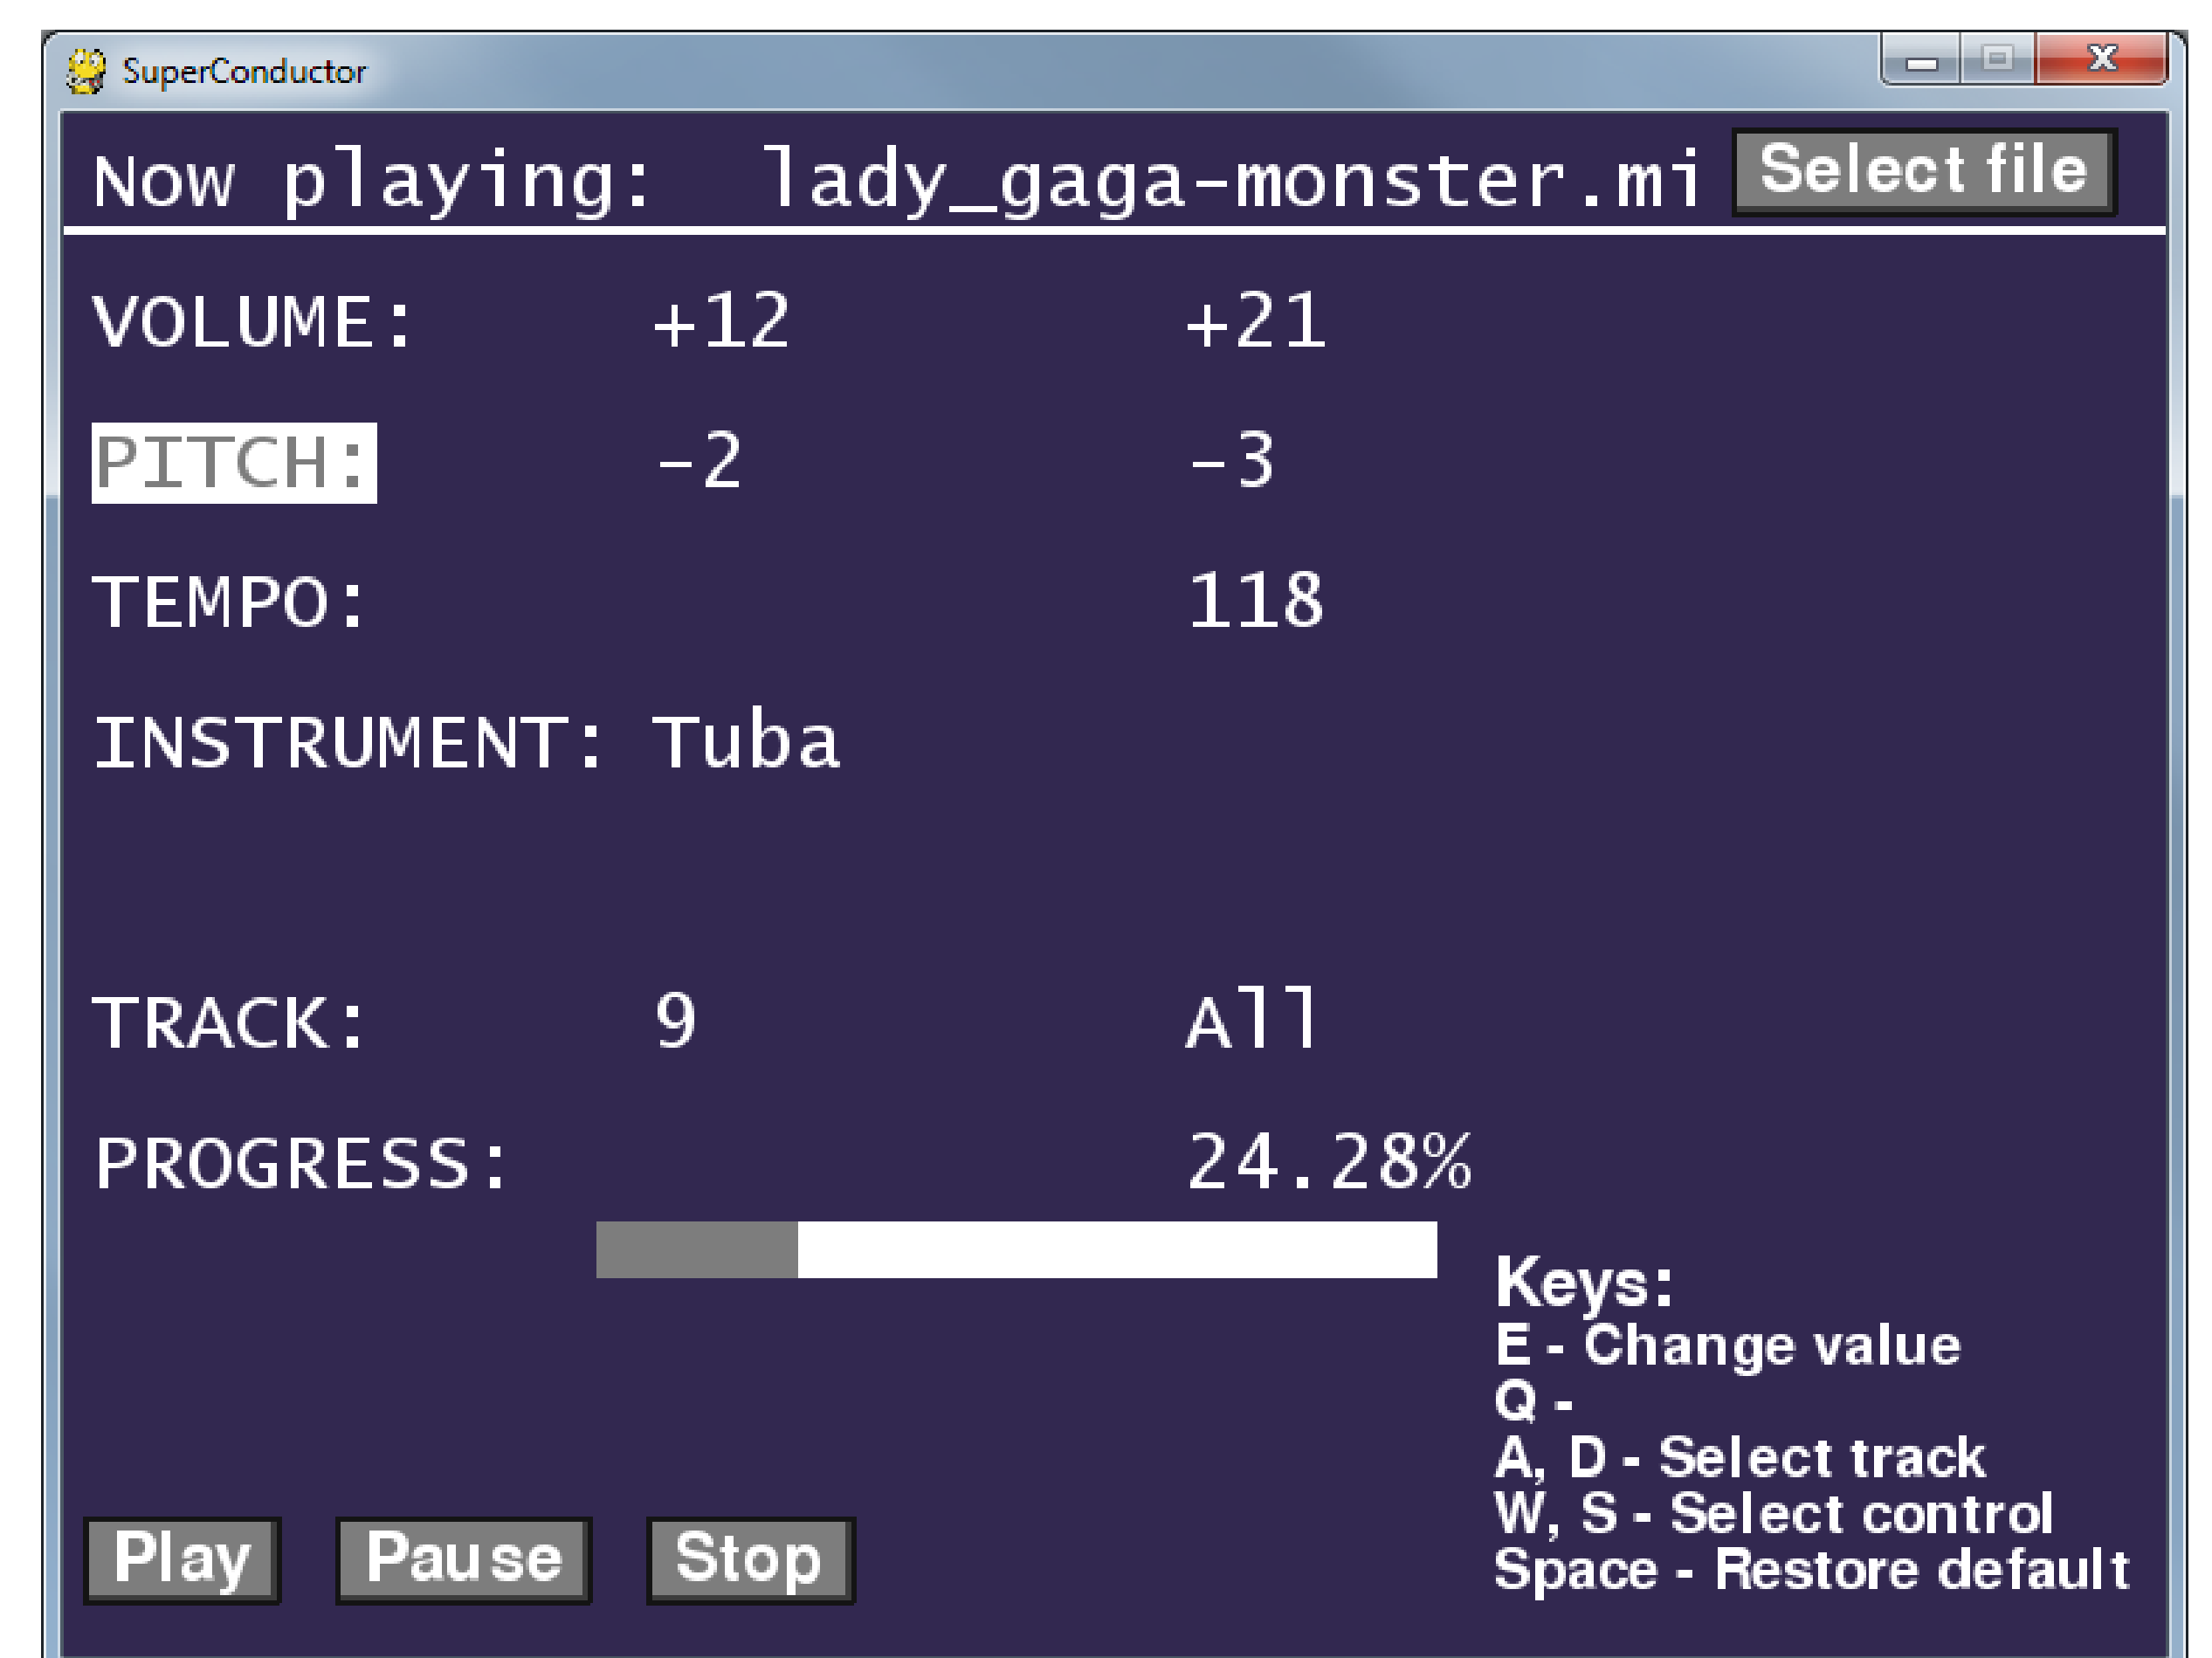 SuperConductor
Now playing: lady_gaga-monster.mi Select file
VOLUME: +12 +21
PITCH: -2 -3
TEMPO: 118
INSTRUMENT: Tuba
TRACK: 9 All
PROGRESS: 24.28%
Keys:
E - Change value
Q -
A, D - Select track
W, S - Select control
Space - Restore default
Play Pause Stop